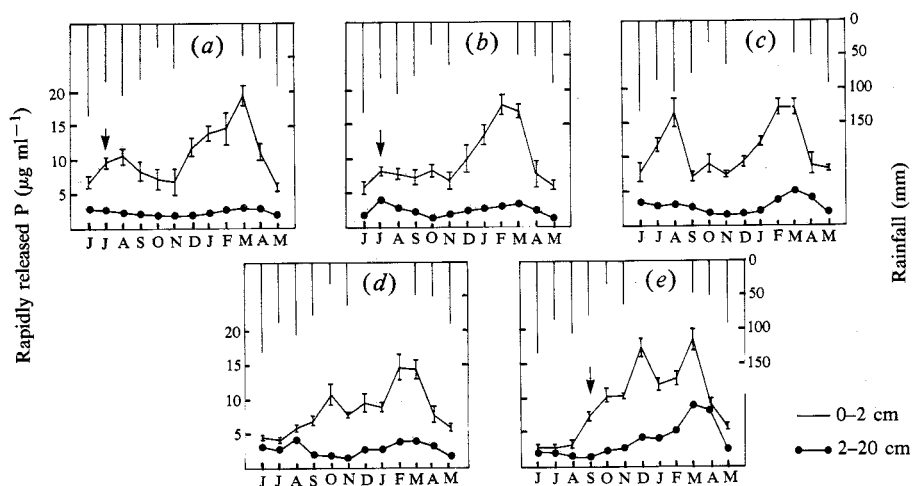 (a)
(b)
(c)
0
50
100
150
20
15
10
5
J J A S O N D J F M A M
J J A S O N D J F M A M
J J A S O N D J F M A M
Rapidly released P (µg ml⁻¹)
Rainfall (mm)
(d)
(e)
0
50
100
150
20
15
10
5
J J A S O N D J F M A M
J J A S O N D J F M A M
0–2 cm
2–20 cm